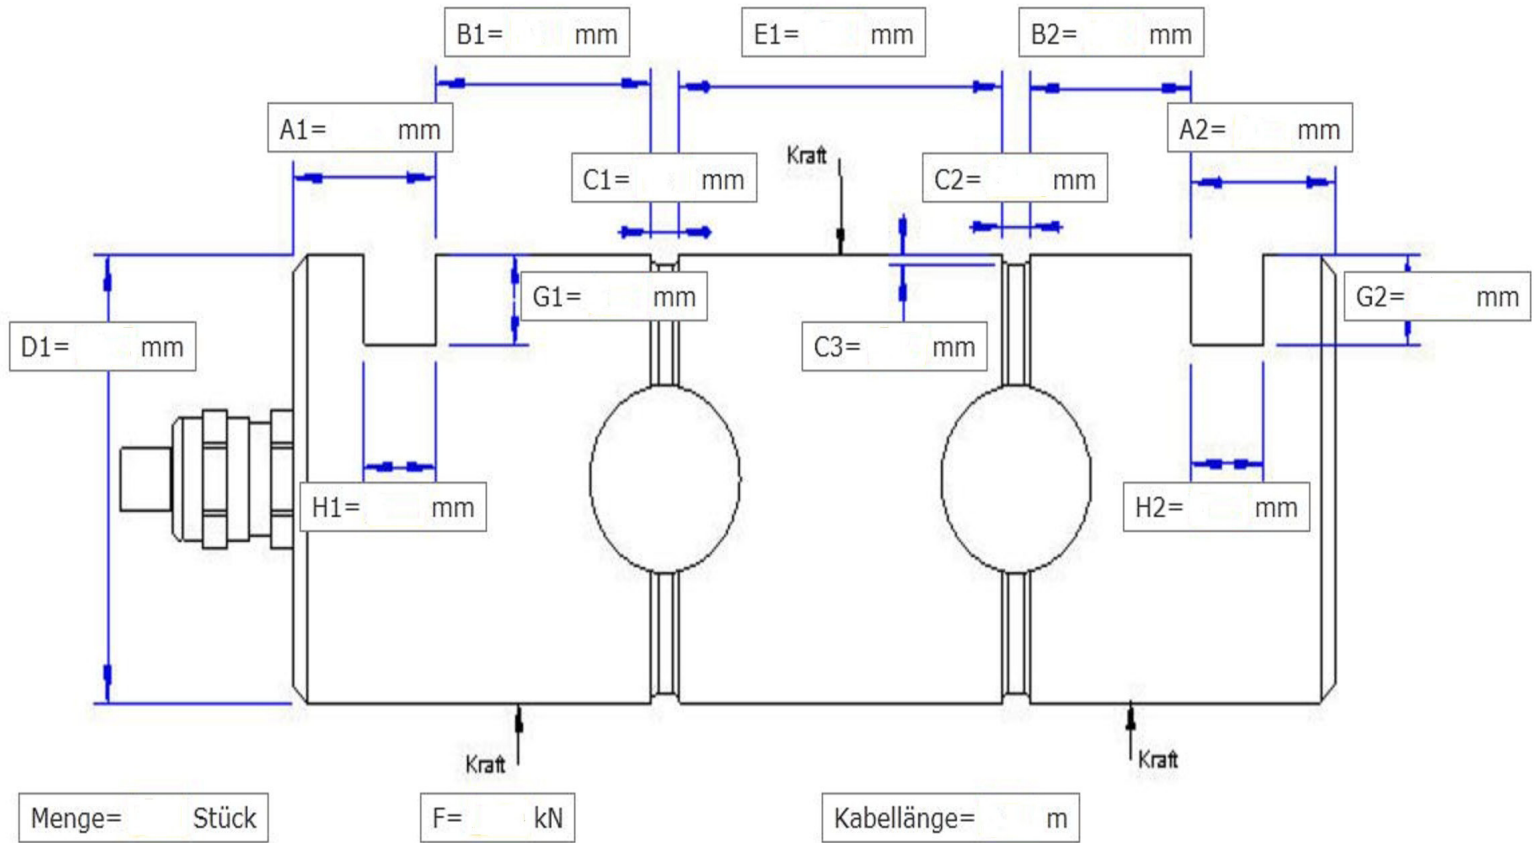 B1= mm
E1= mm
B2= mm
A1= mm
A2= mm
Kraft
C1= mm
C2= mm
G1= mm
G2= mm
D1= mm
C3= mm
H1= mm
H2= mm
Kraft
Kraft
Menge= Stück
F= kN
Kabellänge= m